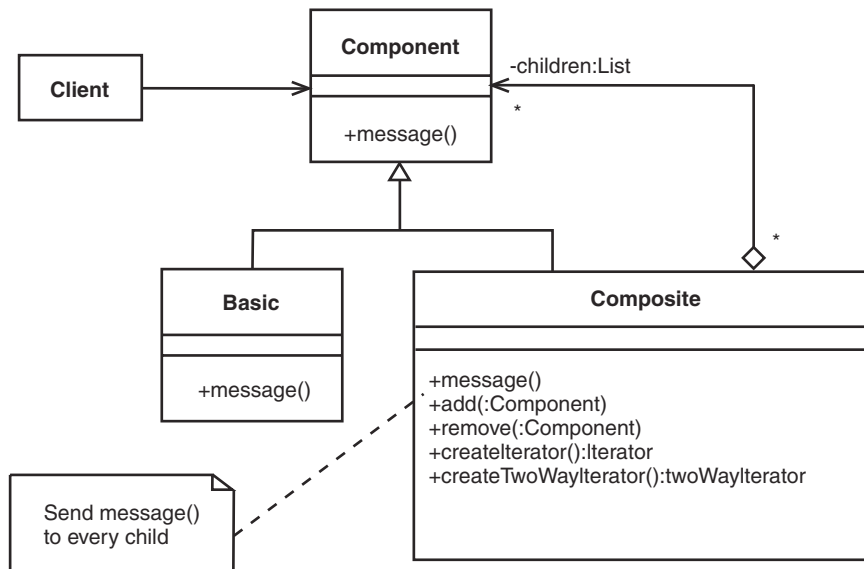 Component
-children:List
Client
*
+message()
*
Basic
Composite
+message()
+message()
+add(:Component)
+remove(:Component)
+createIterator():Iterator
+createTwoWayIterator():twoWayIterator
Send message()
to every child